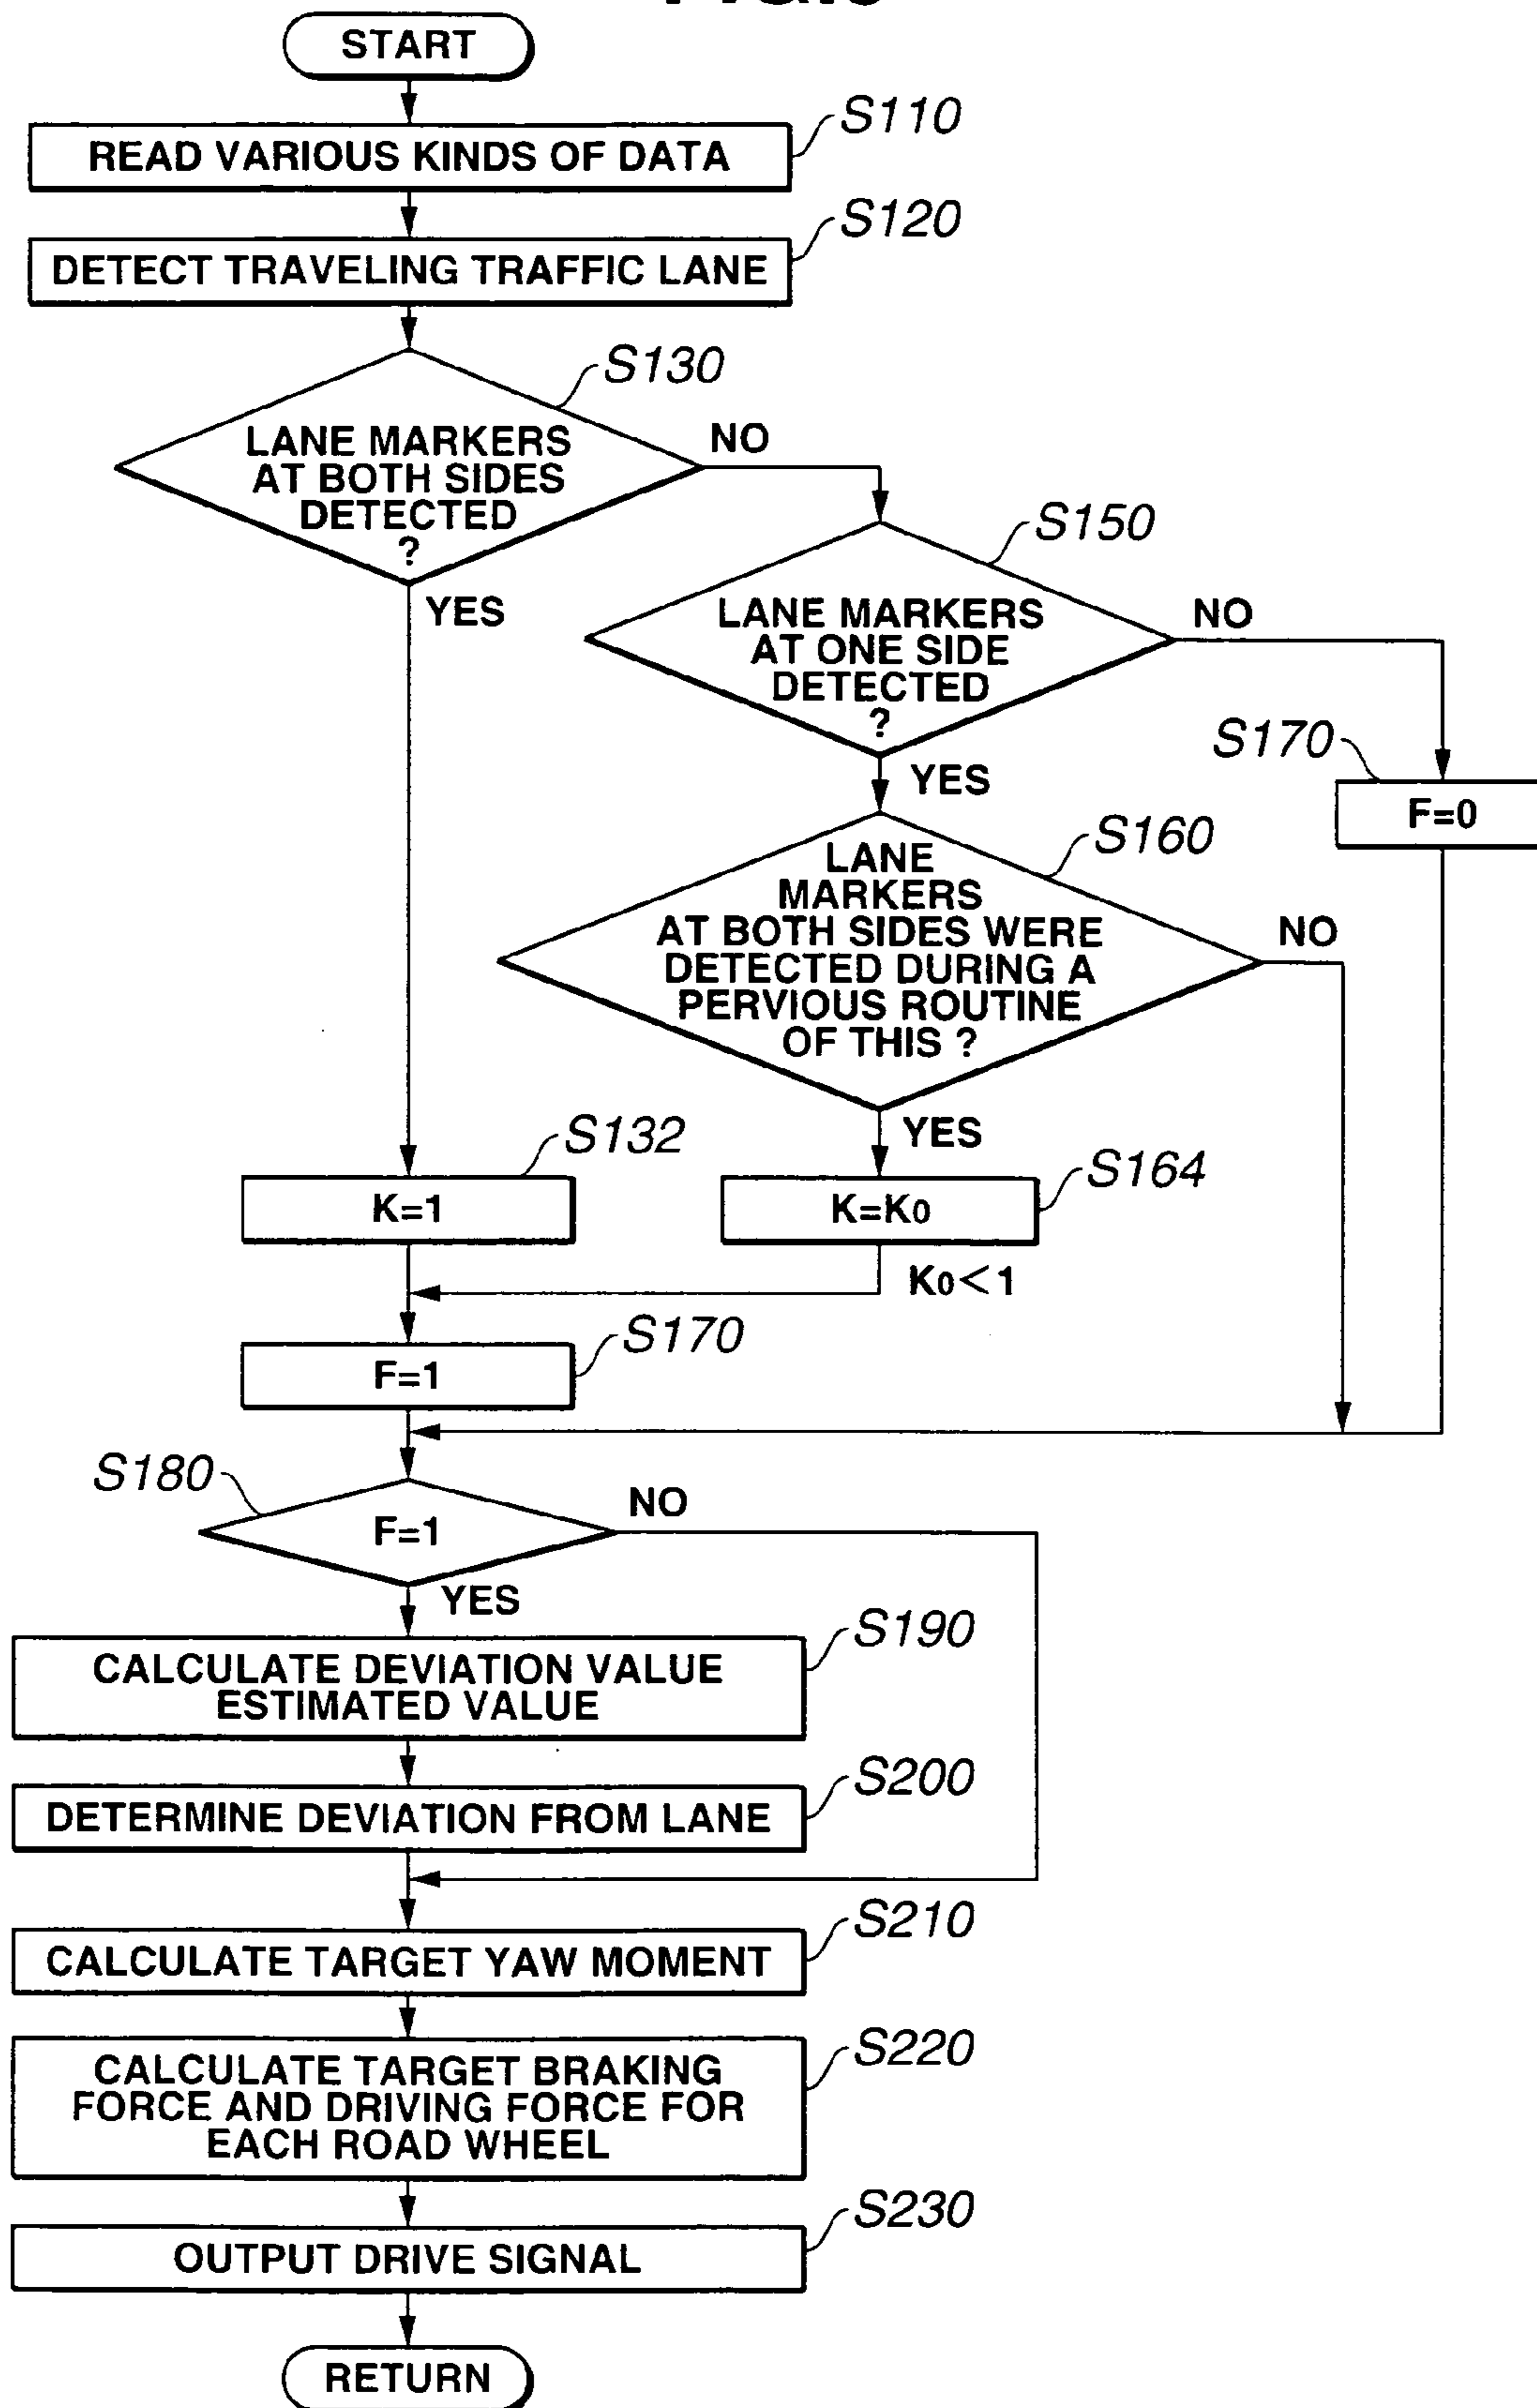 START
S110
READ VARIOUS KINDS OF DATA
S120
DETECT TRAVELING TRAFFIC LANE
S130
LANE MARKERS
AT BOTH SIDES
DETECTED
?
NO
YES
S150
LANE MARKERS
AT ONE SIDE
DETECTED
?
NO
YES
S170
F=0
S160
LANE
MARKERS
AT BOTH SIDES WERE
DETECTED DURING A
PERVIOUS ROUTINE
OF THIS ?
NO
YES
S132
K=1
S164
K=K0
K0<1
S170
F=1
S180
F=1
NO
YES
S190
CALCULATE DEVIATION VALUE
ESTIMATED VALUE
S200
DETERMINE DEVIATION FROM LANE
S210
CALCULATE TARGET YAW MOMENT
S220
CALCULATE TARGET BRAKING
FORCE AND DRIVING FORCE FOR
EACH ROAD WHEEL
S230
OUTPUT DRIVE SIGNAL
RETURN